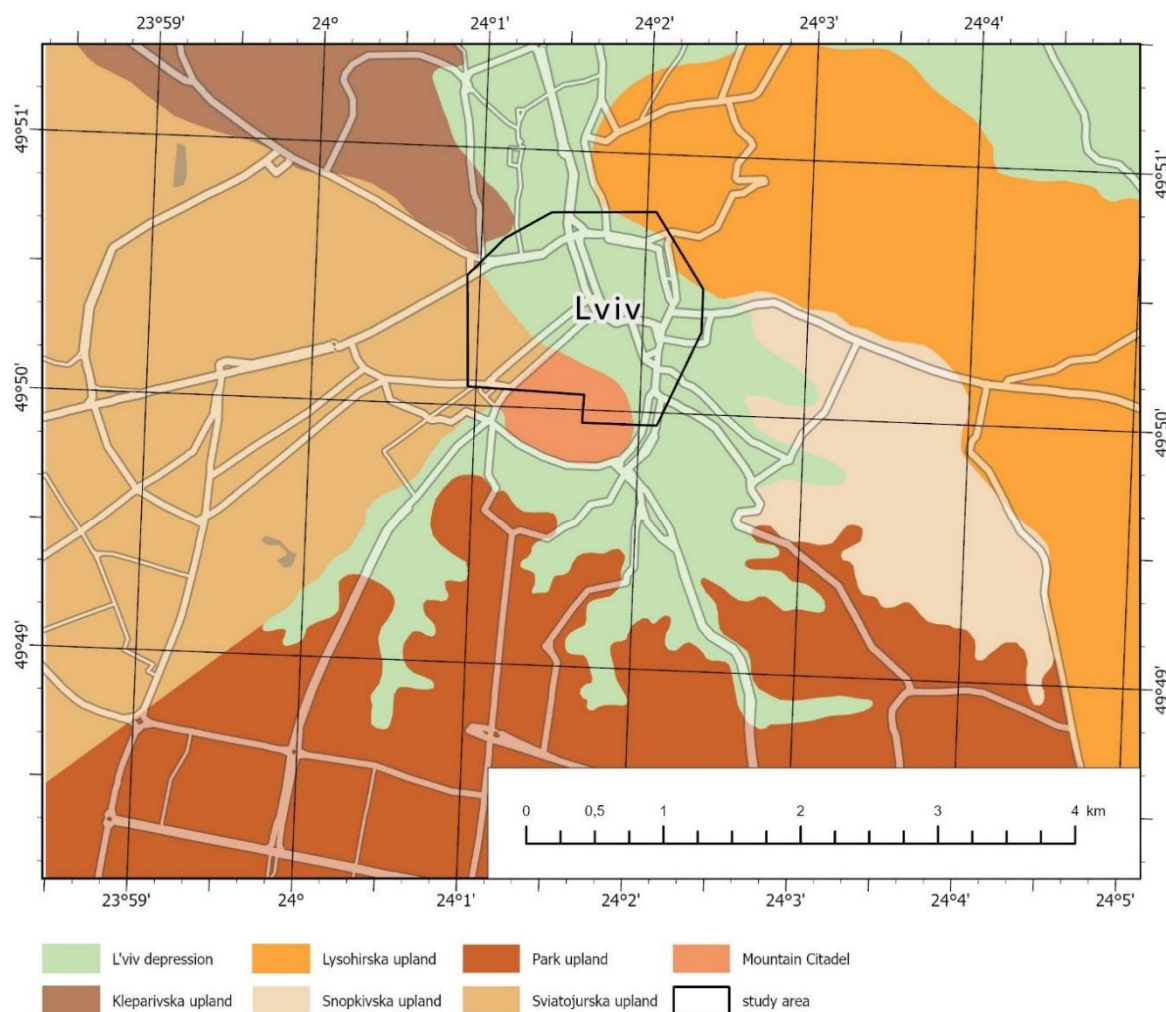 23°59' 24° 24°1' 24°2' 24°3' 24°4'
49°51'
49°51'
Lviv
49°50'
49°50'
49°49'
49°49'
0 0,5 1 2 3 4 km
23°59' 24° 24°1' 24°2' 24°3' 24°4' 24°5'
L'viv depression Lysohirska upland Park upland Mountain Citadel
Kleparivska upland Snopkivska upland Sviatojurska upland study area